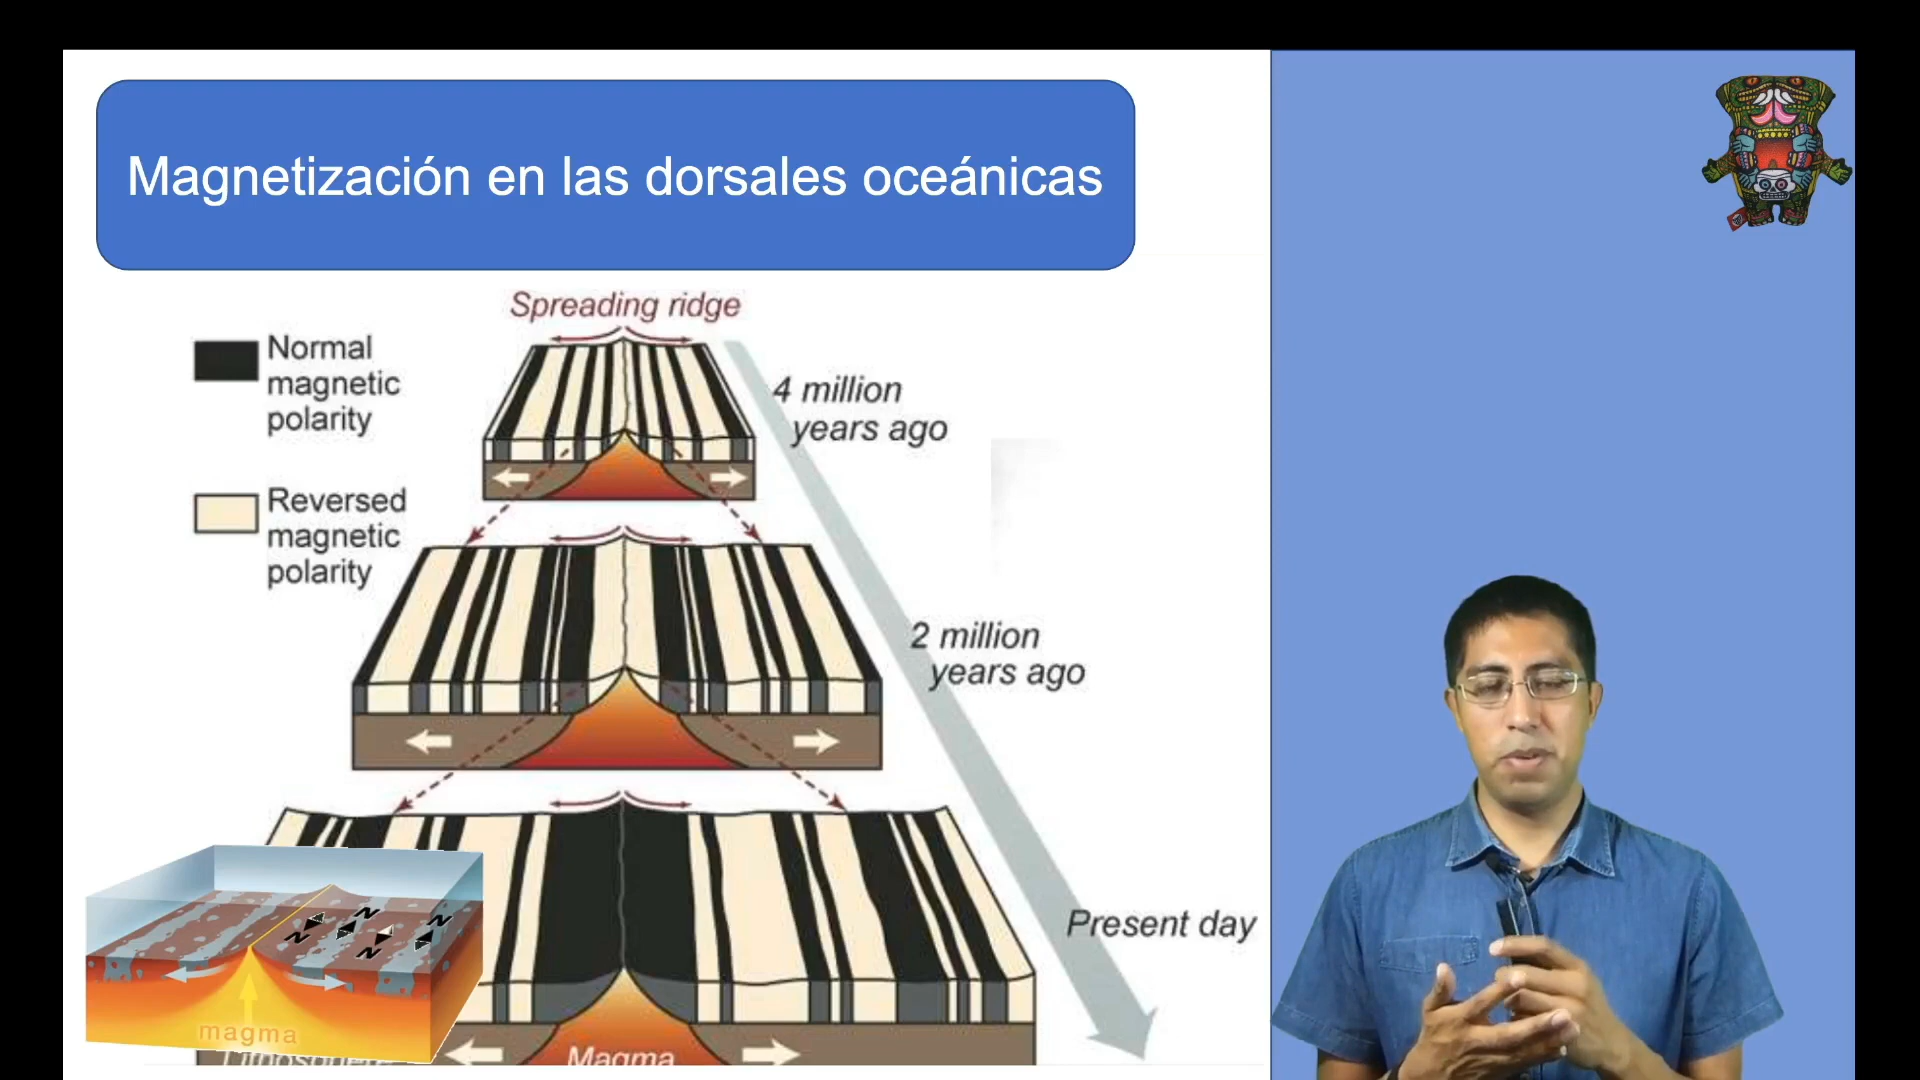 Magnetización en las dorsales oceánicas
Spreading ridge
Normal
magnetic
polarity
4 million
years ago
Reversed
magnetic
polarity
2 million
years ago
Present day
N
N
N
N
magma
Lithosphere
Magma